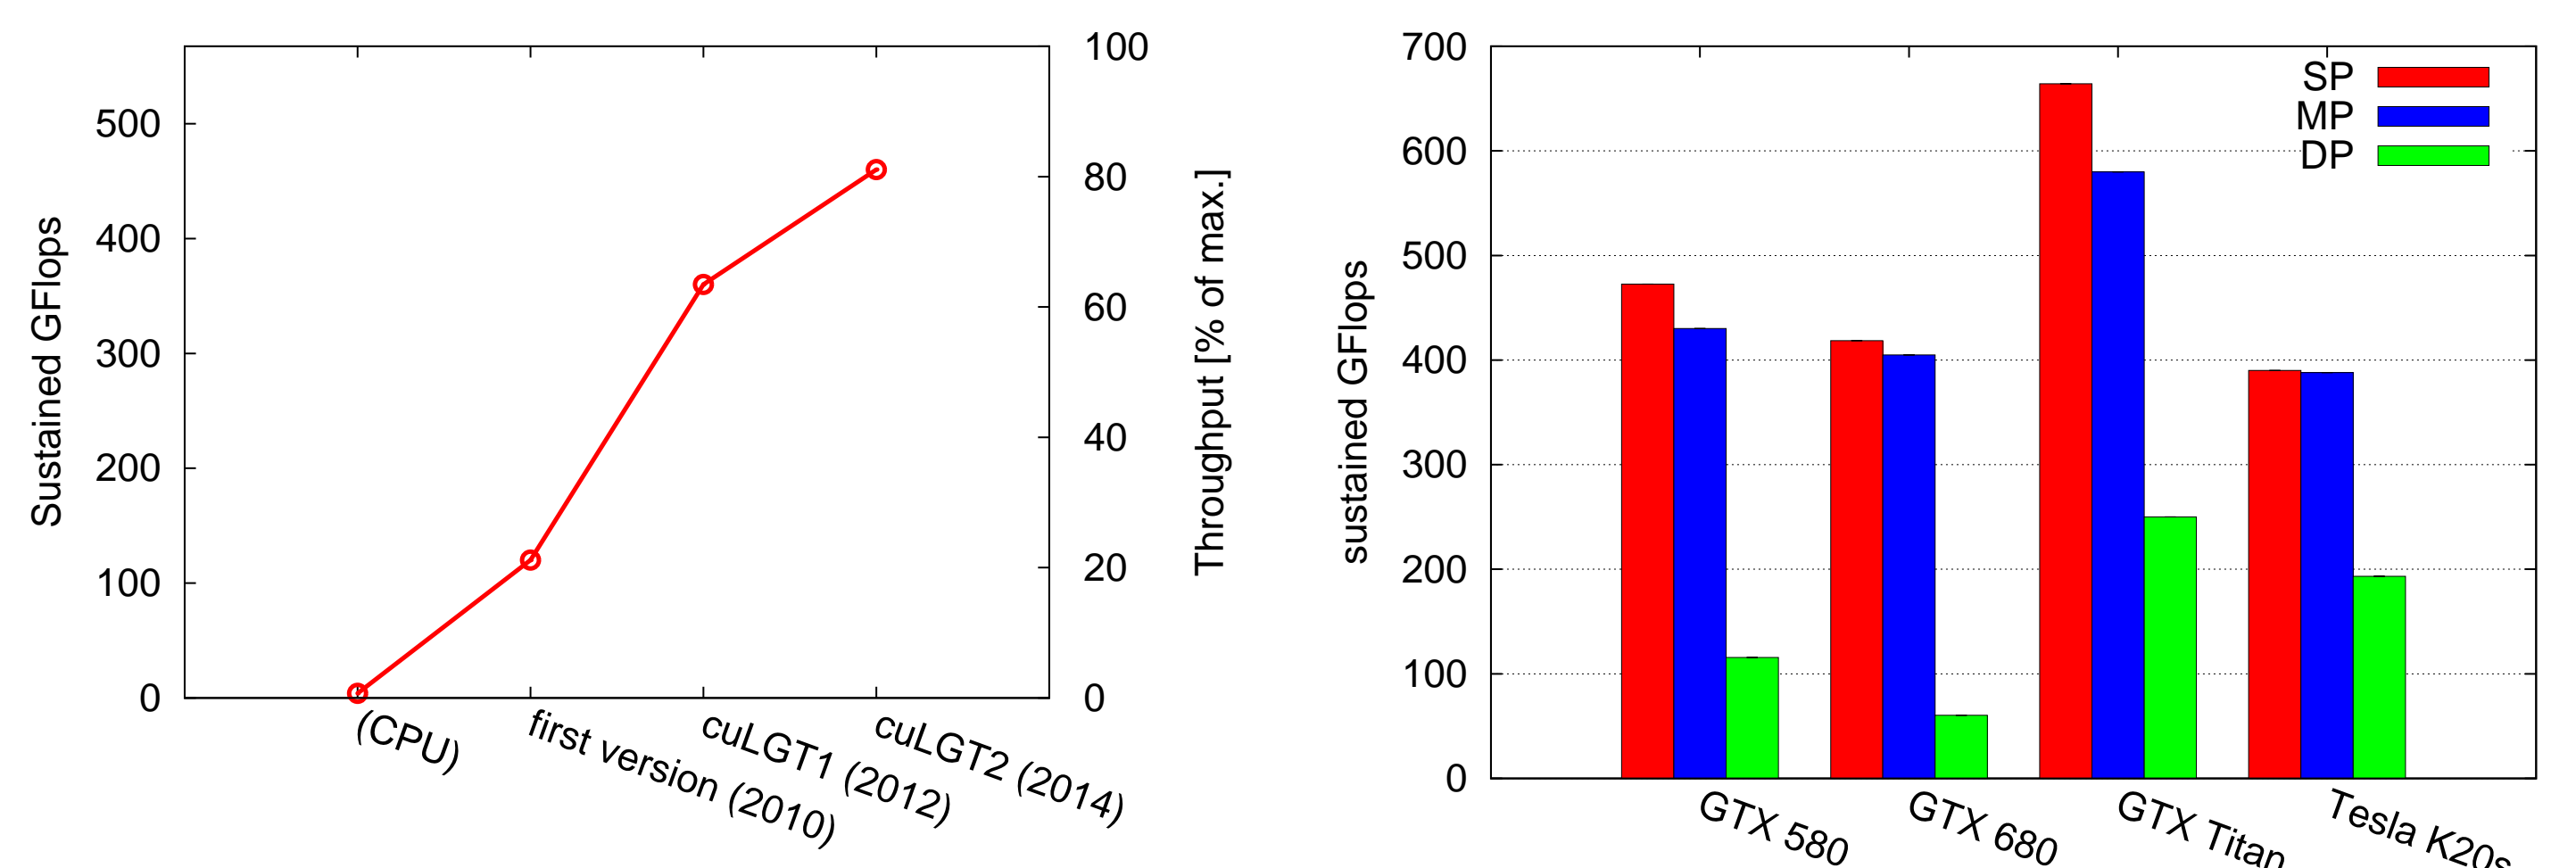 Sustained GFlops
500
400
300
200
100
0
(CPU)
first version (2010)
cuLGT1 (2012)
cuLGT2 (2014)
100
80
60
40
20
0
Throughput [% of max.]
sustained GFlops
700
600
500
400
300
200
100
0
SP
MP
DP
GTX 580
GTX 680
GTX Titan
Tesla K20s